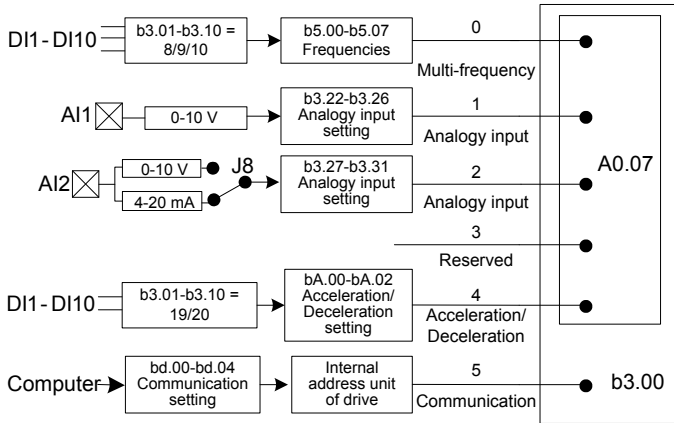 DI1-DI10
b3.01-b3.10 =
8/9/10
b5.00-b5.07
Frequencies
0
Multi-frequency
AI1
0-10 V
b3.22-b3.26
Analogy input
setting
1
Analogy input
AI2
0-10 V
4-20 mA
J8
b3.27-b3.31
Analogy input
setting
2
Analogy input
A0.07
3
Reserved
DI1-DI10
b3.01-b3.10 =
19/20
bA.00-bA.02
Acceleration/
Deceleration
setting
4
Acceleration/
Deceleration
Computer
bd.00-bd.04
Communication
setting
Internal
address unit
of drive
5
Communication
b3.00